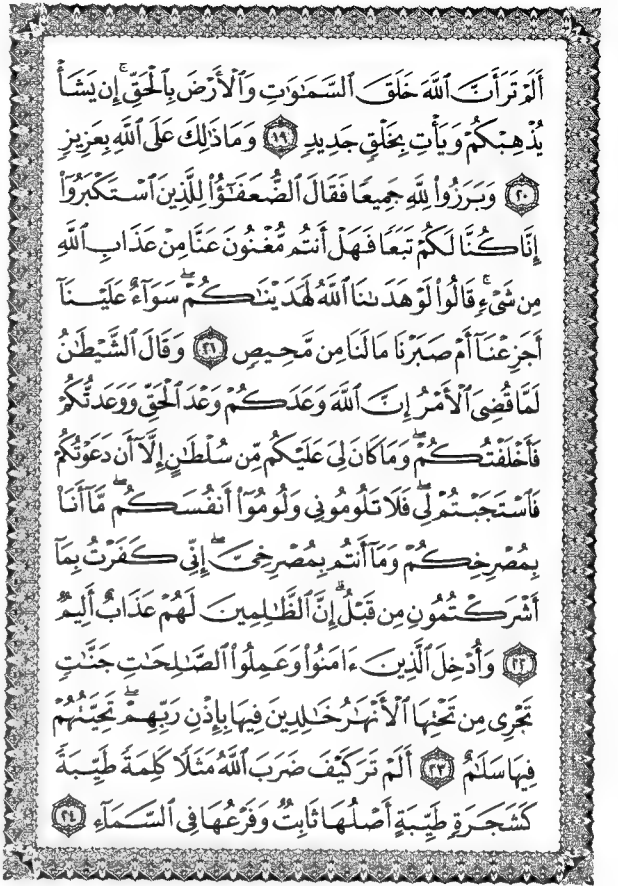 أَلَمْ تَرَ أَنَّ ٱللَّهَ خَلَقَ ٱلسَّمَٰوَٰتِ وَٱلْأَرْضَ بِٱلْحَقِّ ۚ إِن يَشَأْ
يُذْهِبْكُمْ وَيَأْتِ بِخَلْقٍ جَدِيدٍ ١٩ وَمَا ذَٰلِكَ عَلَى ٱللَّهِ بِعَزِيزٍ
٢٠ وَبَرَزُوا۟ لِلَّهِ جَمِيعًا فَقَالَ ٱلضُّعَفَٰٓؤُا۟ لِلَّذِينَ ٱسْتَكْبَرُوٓا۟
إِنَّا كُنَّا لَكُمْ تَبَعًا فَهَلْ أَنتُم مُّغْنُونَ عَنَّا مِنْ عَذَابِ ٱللَّهِ
مِن شَىْءٍ ۚ قَالُوا۟ لَوْ هَدَىٰنَا ٱللَّهُ لَهَدَيْنَٰكُمْ ۖ سَوَآءٌ عَلَيْنَآ
أَجَزِعْنَآ أَمْ صَبَرْنَا مَا لَنَا مِن مَّحِيصٍ ٢١ وَقَالَ ٱلشَّيْطَٰنُ
لَمَّا قُضِىَ ٱلْأَمْرُ إِنَّ ٱللَّهَ وَعَدَكُمْ وَعْدَ ٱلْحَقِّ وَوَعَدتُّكُمْ
فَأَخْلَفْتُكُمْ ۖ وَمَا كَانَ لِىَ عَلَيْكُم مِّن سُلْطَٰنٍ إِلَّآ أَن دَعَوْتُكُمْ
فَٱسْتَجَبْتُمْ لِى ۖ فَلَا تَلُومُونِى وَلُومُوٓا۟ أَنفُسَكُم ۖ مَّآ أَنَا۠
بِمُصْرِخِكُمْ وَمَآ أَنتُم بِمُصْرِخِىَّ ۖ إِنِّى كَفَرْتُ بِمَآ
أَشْرَكْتُمُونِ مِن قَبْلُ ۗ إِنَّ ٱلظَّٰلِمِينَ لَهُمْ عَذَابٌ أَلِيمٌ
٢٢ وَأُدْخِلَ ٱلَّذِينَ ءَامَنُوا۟ وَعَمِلُوا۟ ٱلصَّٰلِحَٰتِ جَنَّٰتٍ
تَجْرِى مِن تَحْتِهَا ٱلْأَنْهَٰرُ خَٰلِدِينَ فِيهَا بِإِذْنِ رَبِّهِمْ ۖ تَحِيَّتُهُمْ
فِيهَا سَلَٰمٌ ٢٣ أَلَمْ تَرَ كَيْفَ ضَرَبَ ٱللَّهُ مَثَلًا كَلِمَةً طَيِّبَةً
كَشَجَرَةٍ طَيِّبَةٍ أَصْلُهَا ثَابِتٌ وَفَرْعُهَا فِى ٱلسَّمَآءِ ٢٤